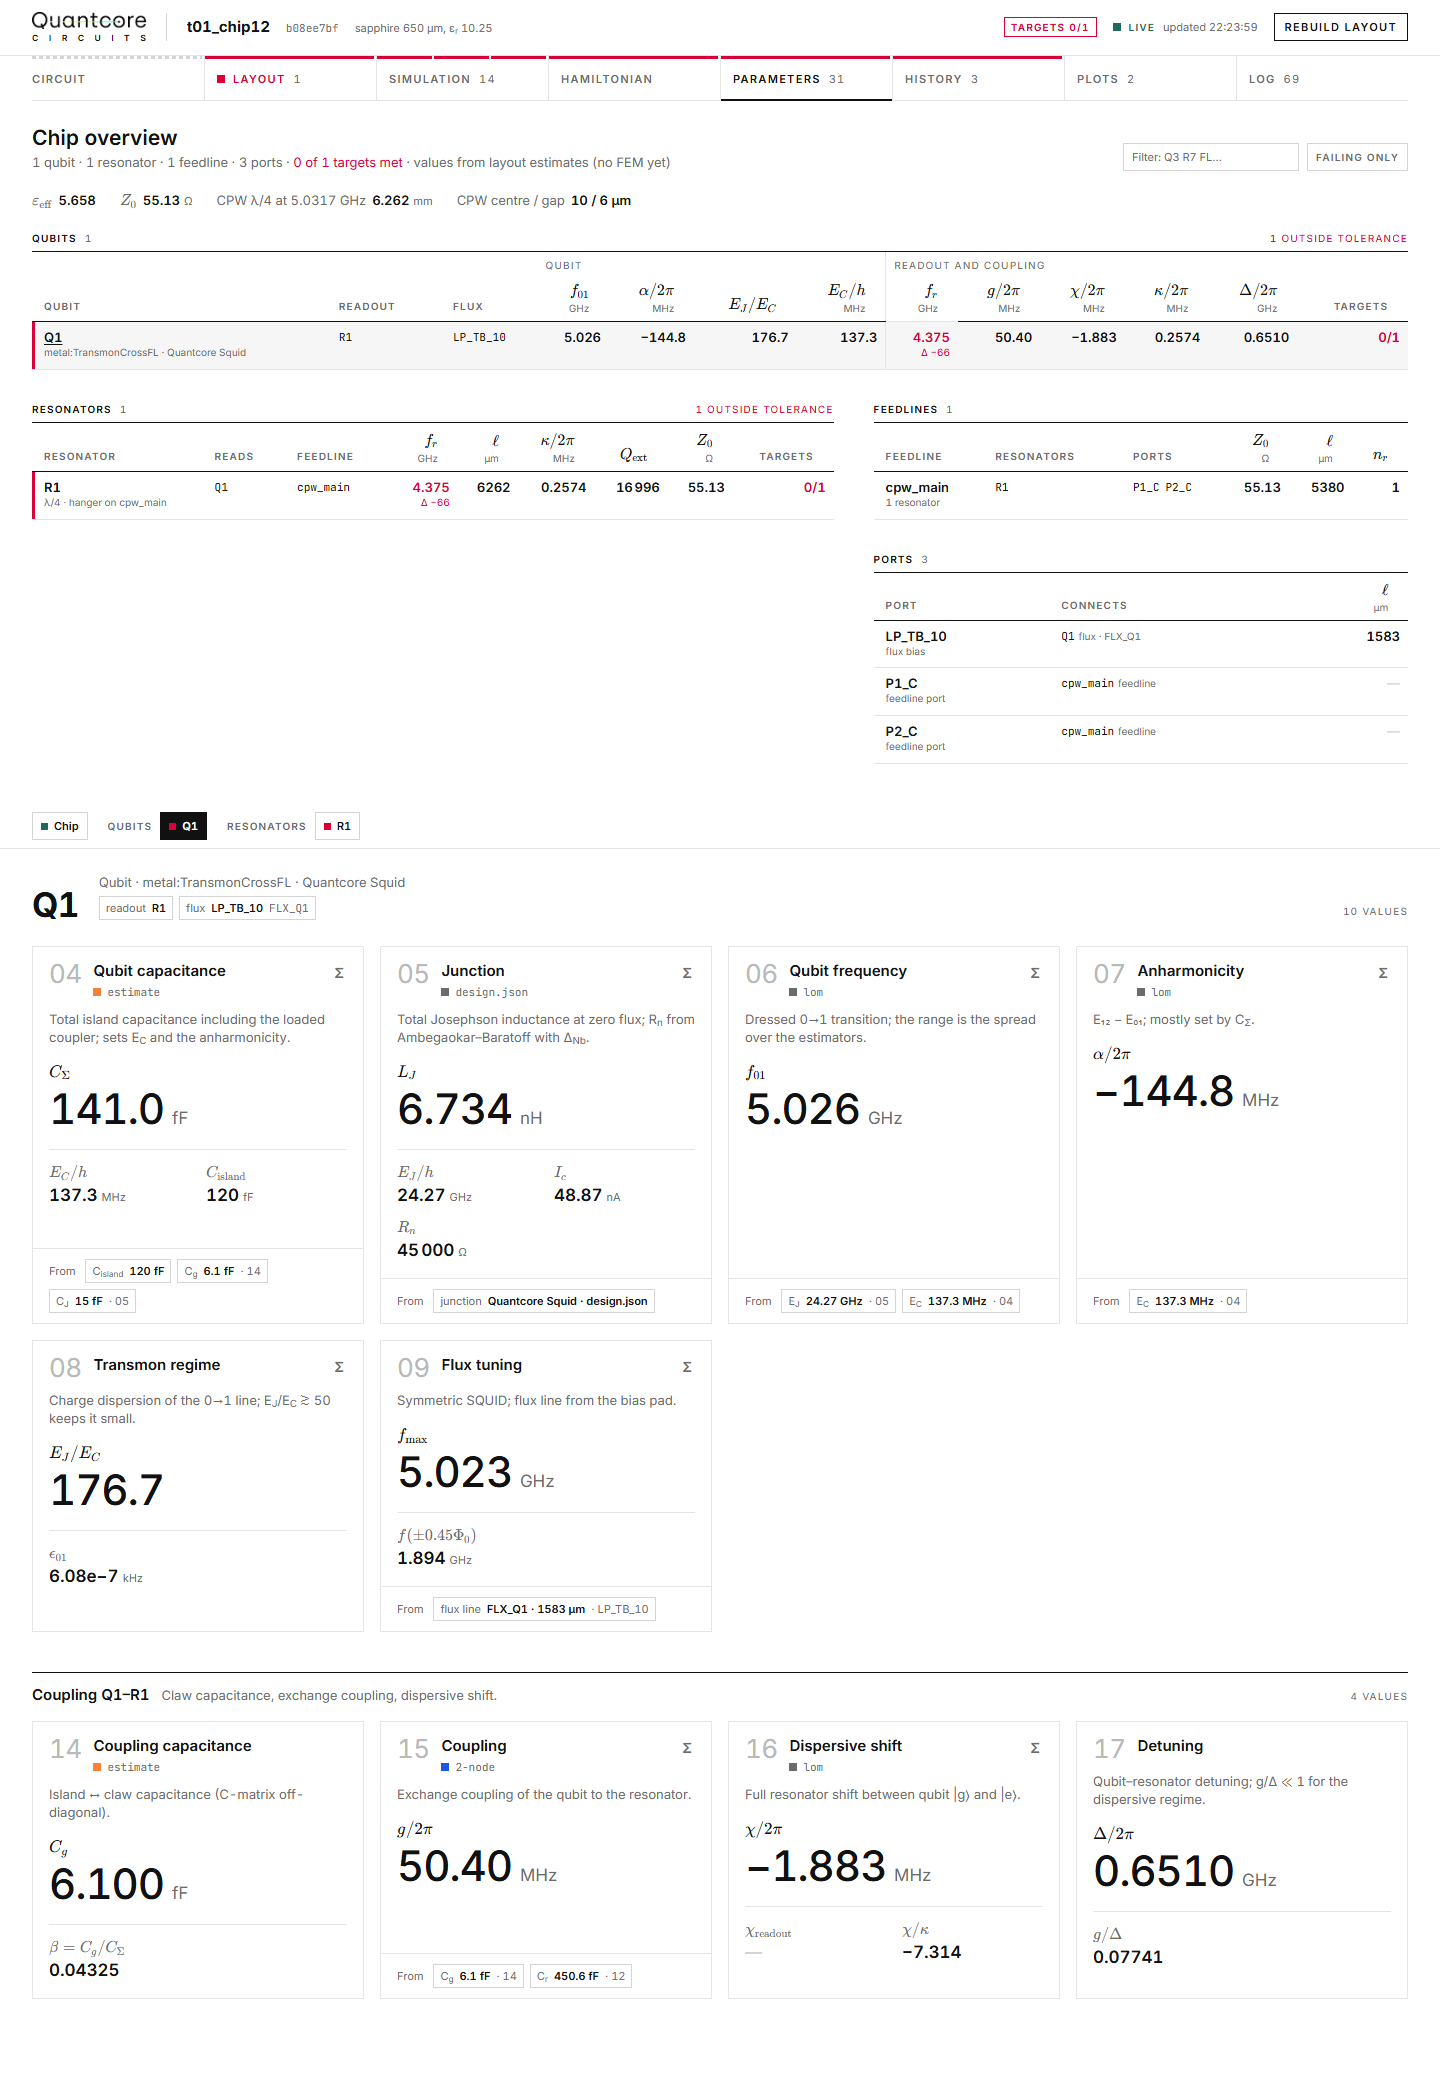 Quantcore
CIRCUITS
t01_chip12 b08ee7bf sapphire 650 μm, εr 10.25
TARGETS 0/1 LIVE updated 22:23:59 REBUILD LAYOUT
CIRCUIT LAYOUT 1 SIMULATION 14 HAMILTONIAN PARAMETERS 31 HISTORY 3 PLOTS 2 LOG 69
Chip overview
1 qubit · 1 resonator · 1 feedline · 3 ports · 0 of 1 targets met · values from layout estimates (no FEM yet)
Filter: Q3 R7 FL... FAILING ONLY
εeff 5.658 Z0 55.13 Ω CPW λ/4 at 5.0317 GHz 6.262 mm CPW centre / gap 10 / 6 μm
QUBITS 1 1 OUTSIDE TOLERANCE
QUBIT READOUT AND COUPLING
QUBIT READOUT FLUX f01 GHz α/2π MHz EJ/EC EC/h MHz fr GHz g/2π MHz χ/2π MHz κ/2π MHz Δ/2π GHz TARGETS
Q1 R1 LP_TB_10 5.026 −144.8 176.7 137.3 4.375 50.40 −1.883 0.2574 0.6510 0/1
metal:TransmonCrossFL · Quantcore Squid Δ −66
RESONATORS 1 1 OUTSIDE TOLERANCE
RESONATOR READS FEEDLINE fr GHz ℓ μm κ/2π MHz Qext Z0 Ω TARGETS
R1 Q1 cpw_main 4.375 6262 0.2574 16 996 55.13 0/1
λ/4 · hanger on cpw_main Δ −66
FEEDLINES 1
FEEDLINE RESONATORS PORTS Z0 Ω ℓ μm nr
cpw_main R1 P1_C P2_C 55.13 5380 1
1 resonator
PORTS 3
PORT CONNECTS ℓ μm
LP_TB_10 Q1 flux · FLX_Q1 1583
flux bias
P1_C cpw_main feedline —
feedline port
P2_C cpw_main feedline —
feedline port
Chip QUBITS Q1 RESONATORS R1
Q1
Qubit · metal:TransmonCrossFL · Quantcore Squid
readout R1 flux LP_TB_10 FLX_Q1
10 VALUES
04 Qubit capacitance Σ
estimate
Total island capacitance including the loaded
coupler; sets EC and the anharmonicity.
CΣ
141.0 fF
EC/h Cisland
137.3 MHz 120 fF
From Cisland 120 fF Cg 6.1 fF · 14
CJ 15 fF · 05
05 Junction Σ
design.json
Total Josephson inductance at zero flux; Rn from
Ambegaokar–Baratoff with ΔNb.
LJ
6.734 nH
EJ/h Ic
24.27 GHz 48.87 nA
Rn
45 000 Ω
From junction Quantcore Squid · design.json
06 Qubit frequency Σ
lom
Dressed 0→1 transition; the range is the spread
over the estimators.
f01
5.026 GHz
From EJ 24.27 GHz · 05 EC 137.3 MHz · 04
07 Anharmonicity Σ
lom
E₁₂ − E₀₁; mostly set by CΣ.
α/2π
−144.8 MHz
From EC 137.3 MHz · 04
08 Transmon regime Σ
Charge dispersion of the 0→1 line; EJ/EC ≳ 50
keeps it small.
EJ/EC
176.7
ϵ01
6.08e−7 kHz
09 Flux tuning Σ
Symmetric SQUID; flux line from the bias pad.
fmax
5.023 GHz
f(±0.45Φ0)
1.894 GHz
From flux line FLX_Q1 · 1583 μm · LP_TB_10
Coupling Q1–R1 Claw capacitance, exchange coupling, dispersive shift. 4 VALUES
14 Coupling capacitance
estimate
Island ↔ claw capacitance (C-matrix off-
diagonal).
Cg
6.100 fF
β = Cg/CΣ
0.04325
15 Coupling Σ
2-node
Exchange coupling of the qubit to the resonator.
g/2π
50.40 MHz
From Cg 6.1 fF · 14 Cr 450.6 fF · 12
16 Dispersive shift Σ
lom
Full resonator shift between qubit |g⟩ and |e⟩.
χ/2π
−1.883 MHz
χreadout χ/κ
— −7.314
17 Detuning
Qubit–resonator detuning; g/Δ ≪ 1 for the
dispersive regime.
Δ/2π
0.6510 GHz
g/Δ
0.07741